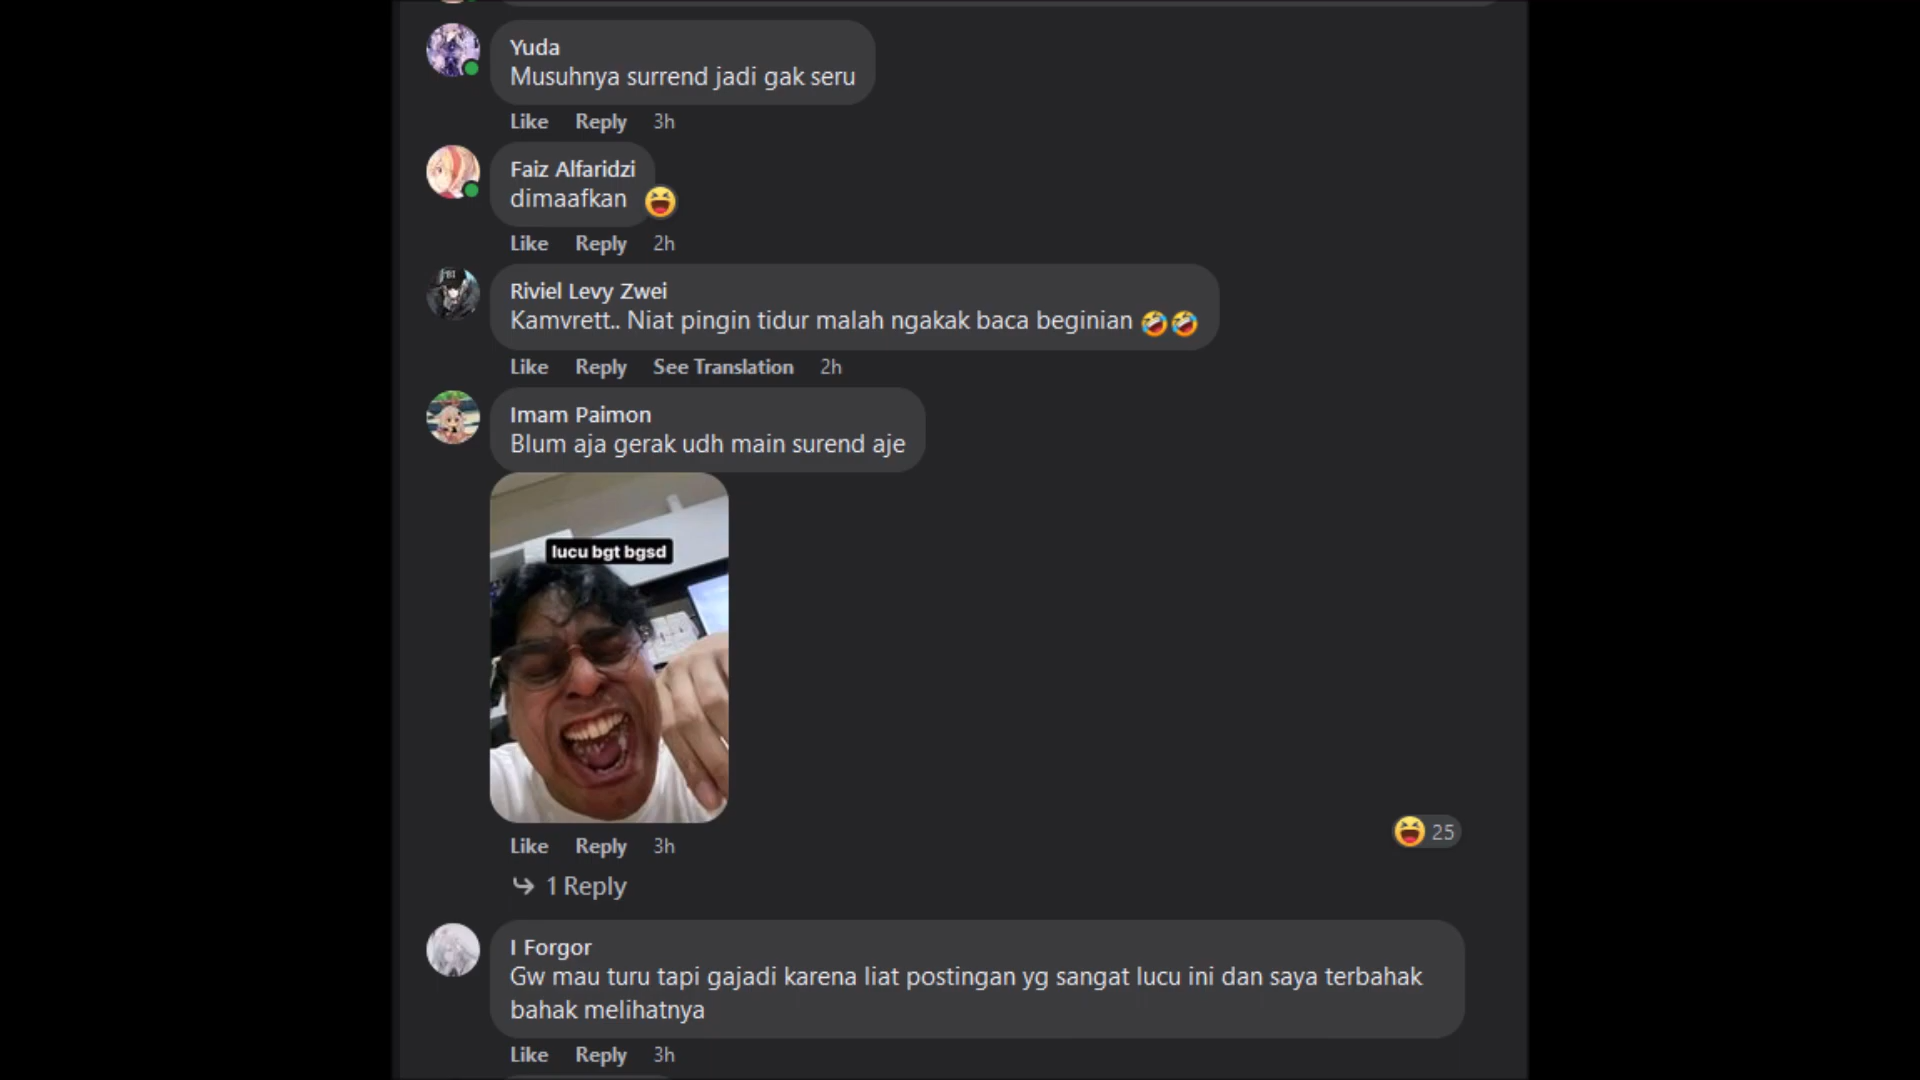 Yuda
Musuhnya surrend jadi gak seru
Like Reply 3h
Faiz Alfaridzi
dimaafkan
Like Reply 2h
Riviel Levy Zwei
Kamvrett.. Niat pingin tidur malah ngakak baca beginian 🤣🤣
Like Reply See Translation 2h
Imam Paimon
Blum aja gerak udh main surend aje
lucu bgt bgsd
25
Like Reply 3h
1 Reply
I Forgor
Gw mau turu tapi gajadi karena liat postingan yg sangat lucu ini dan saya terbahak
bahak melihatnya
Like Reply 3h